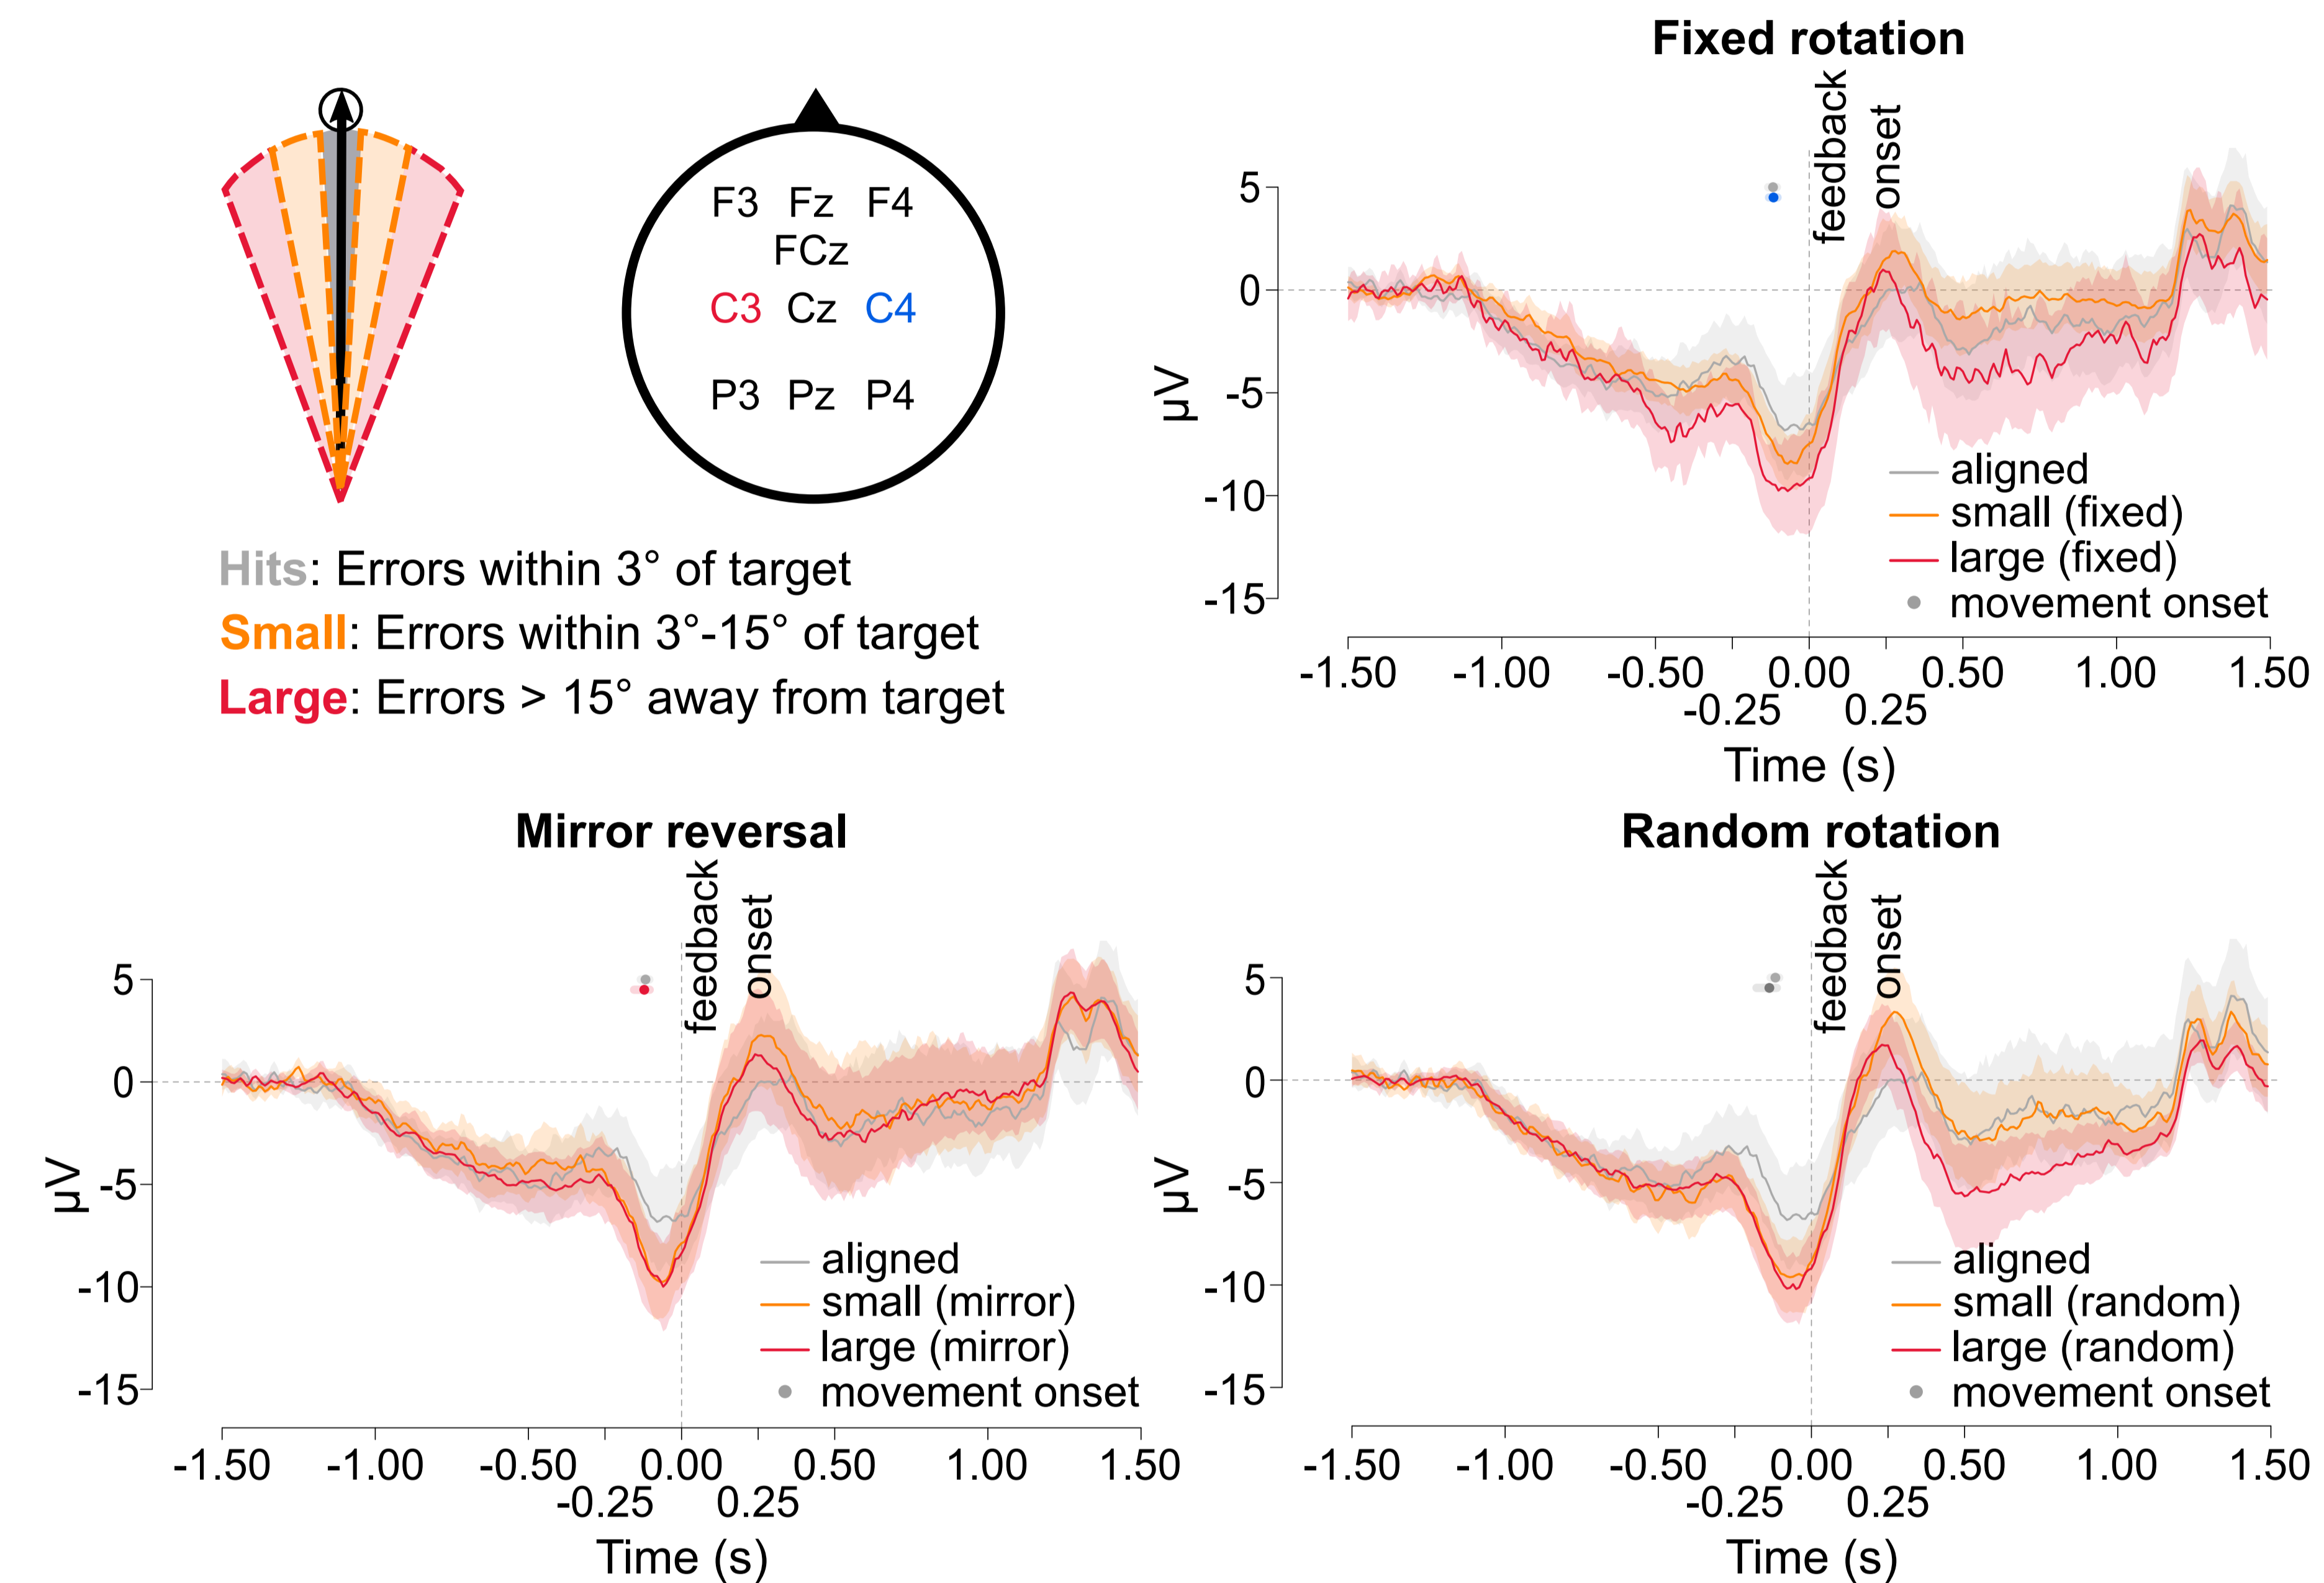 F3 Fz F4
FCz
C3 Cz C4
P3 Pz P4
Hits: Errors within 3° of target
Small: Errors within 3°-15° of target
Large: Errors > 15° away from target
Fixed rotation
feedback
onset
5
0
-5
-10
-15
µV
aligned
small (fixed)
large (fixed)
movement onset
-1.50 -1.00 -0.50 0.00 0.50 1.00 1.50
-0.25 0.25
Time (s)
Mirror reversal
feedback
onset
5
0
-5
-10
-15
µV
aligned
small (mirror)
large (mirror)
movement onset
-1.50 -1.00 -0.50 0.00 0.50 1.00 1.50
-0.25 0.25
Time (s)
Random rotation
feedback
onset
5
0
-5
-10
-15
µV
aligned
small (random)
large (random)
movement onset
-1.50 -1.00 -0.50 0.00 0.50 1.00 1.50
-0.25 0.25
Time (s)